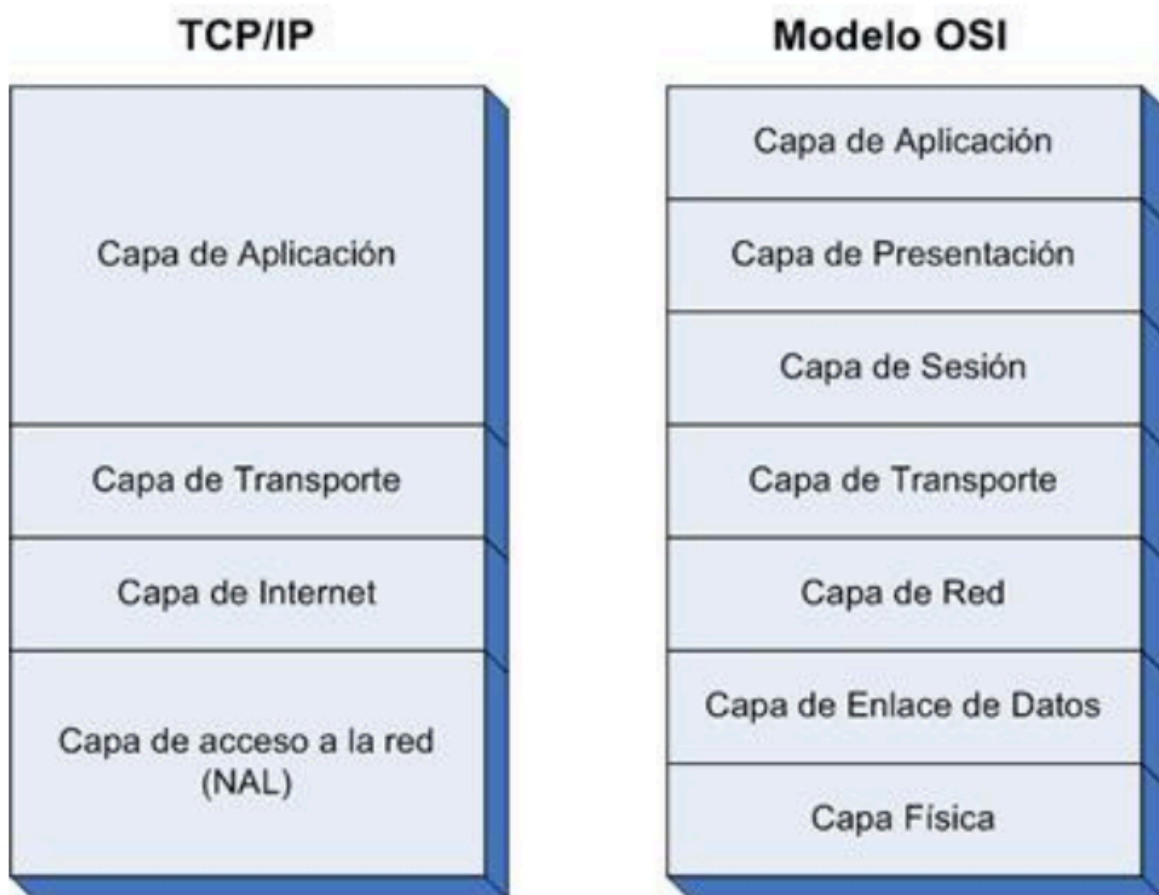 TCP/IP
Capa de Aplicación
Capa de Transporte
Capa de Internet
Capa de acceso a la red
(NAL)
Modelo OSI
Capa de Aplicación
Capa de Presentación
Capa de Sesión
Capa de Transporte
Capa de Red
Capa de Enlace de Datos
Capa Física